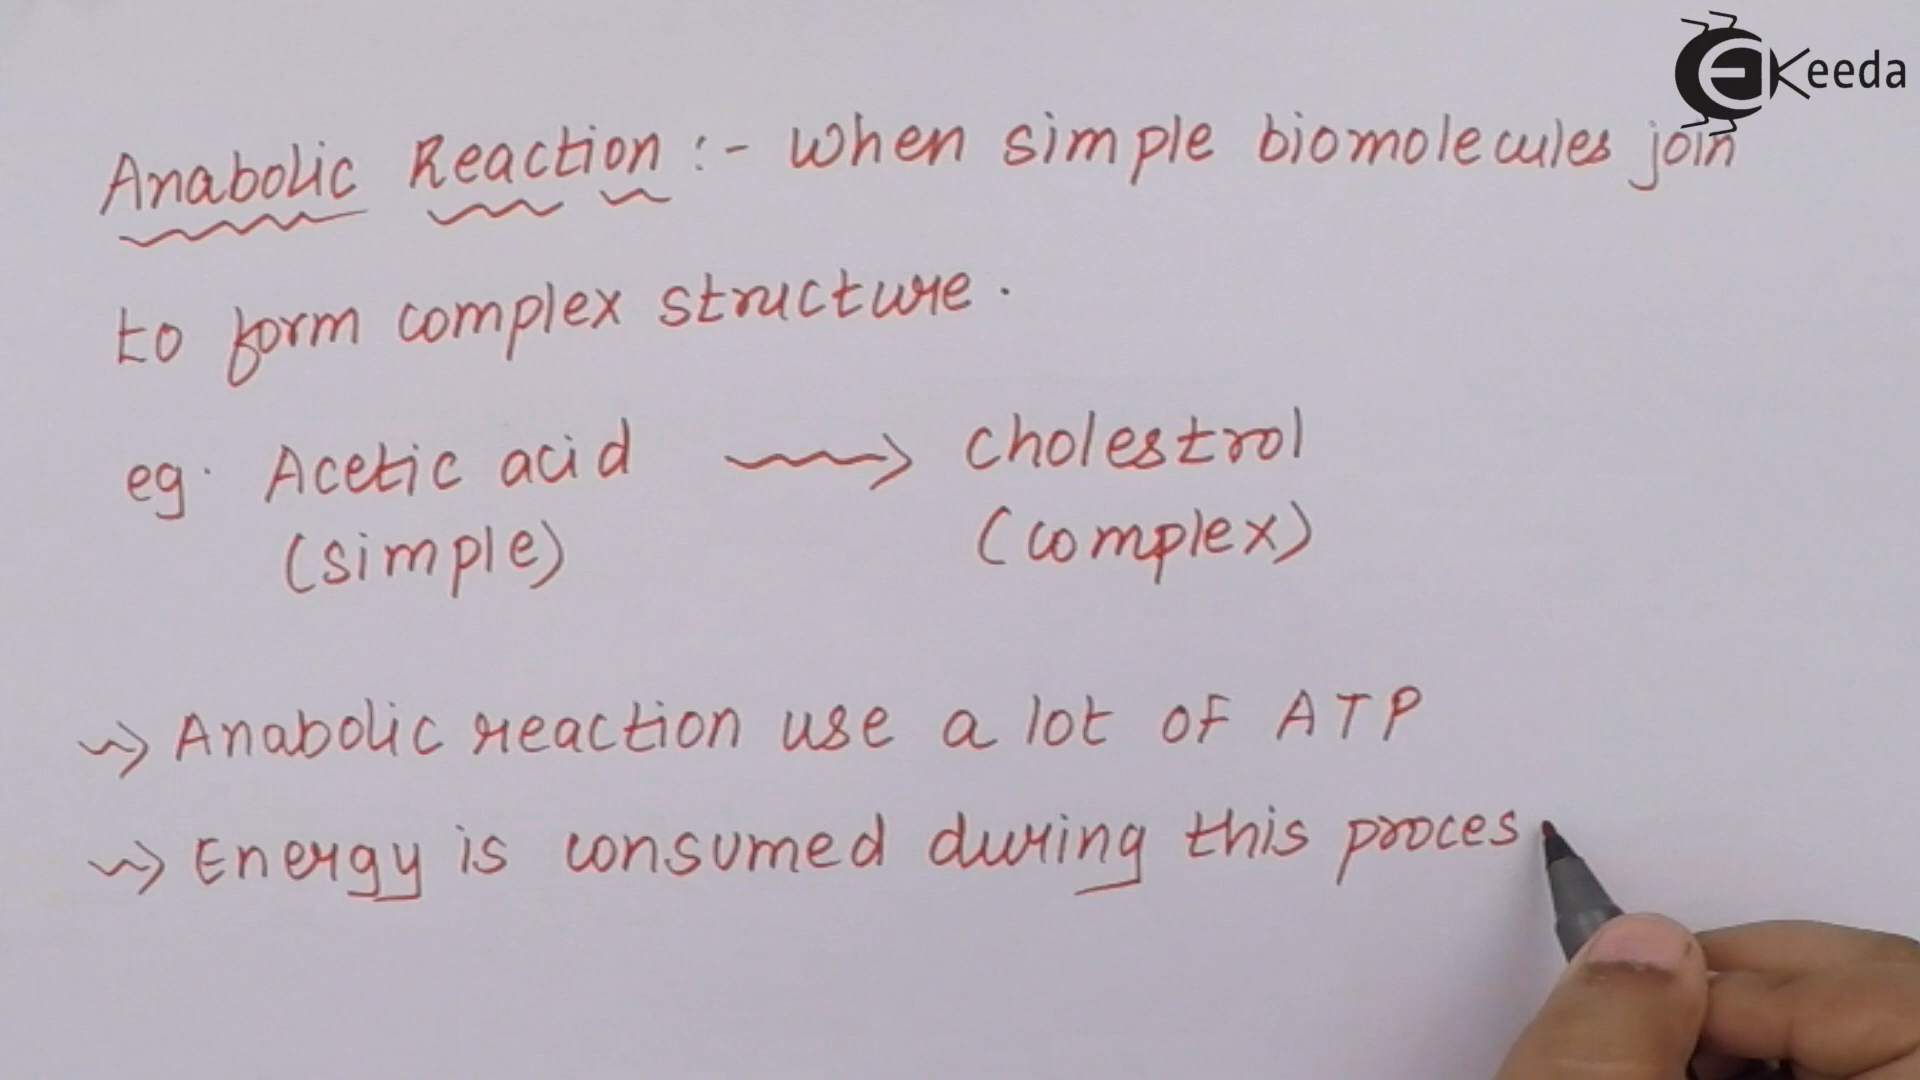 EKeeda
Anabolic Reaction :- when simple biomolecules join
to form complex structure.
eg. Acetic acid ⟶ cholestrol
(simple) (complex)
→ Anabolic reaction use a lot of ATP
→ Energy is consumed during this proces